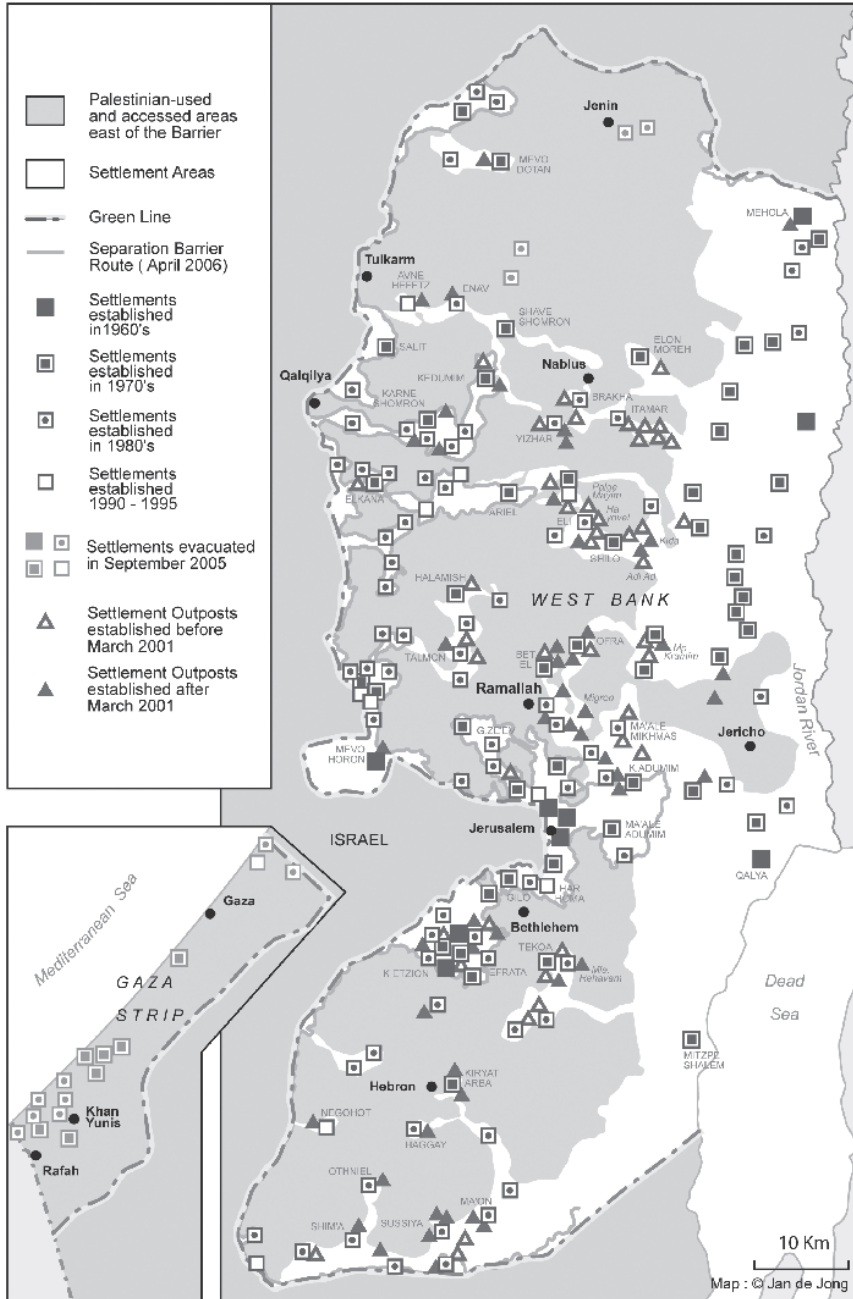 Palestinian-used
and accessed areas
east of the Barrier
Settlement Areas
Green Line
Separation Barrier
Route ( April 2006)
Settlements
established
in1960's
Settlements
established
in 1970's
Settlements
established
in 1980's
Settlements
established
1990 - 1995
Settlements evacuated
in September 2005
Settlement Outposts
established before
March 2001
Settlement Outposts
established after
March 2001
Jenin
MEVO
DOTAN
MEHOLA
Tulkarm
AVNE
HEFETZ
ENAV
SHAVE
SHOMRON
SALIT
ELON
MOREH
Nablus
KEDUMIM
Qalqilya
KARNE
SHOMRON
BRAKHA
ITAMAR
YIZHAR
ELKANA
ARIEL
ELI
SHILO
Kida
Adi Ad
HALAMISH
WEST BANK
TALMON
BET
EL
OFRA
Ramallah
Migron
MA'ALE
MIKHMAS
Jericho
Jordan River
MEVO
HORON
K.ADUMIM
ISRAEL
Jerusalem
MA'ALE
ADUMIM
QALYA
HAR
HOMA
GILO
Bethlehem
TEKOA
K.ETZION
EFRATA
Dead
Sea
MITZPE
SHALEM
Hebron
KIRYAT
ARBA
NEGOHOT
HAGGAY
OTHNIEL
MA'ON
SHIM'A
SUSSIYA
Mediterranean Sea
Gaza
GAZA
STRIP
Khan
Yunis
Rafah
10 Km
Map : © Jan de Jong